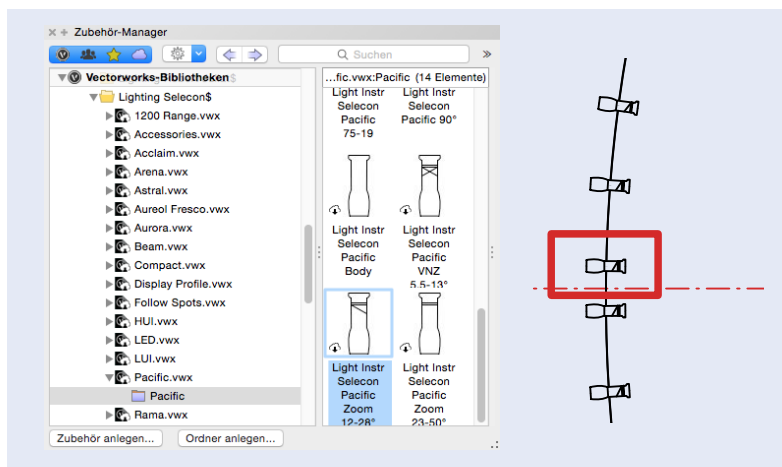 Zubehör-Manager
Suchen
»
Vectorworks-Bibliotheken$
Lighting Selecon$
1200 Range.vwx
Accessories.vwx
Acclaim.vwx
Arena.vwx
Astral.vwx
Aureol Fresco.vwx
Aurora.vwx
Beam.vwx
Compact.vwx
Display Profile.vwx
Follow Spots.vwx
HUI.vwx
LED.vwx
LUI.vwx
Pacific.vwx
Pacific
Rama.vwx
...fic.vwx:Pacific (14 Elemente)
Light Instr
Selecon
Pacific
75-19
Light Instr
Selecon
Pacific 90°
Light Instr
Selecon
Pacific
Body
Light Instr
Selecon
Pacific
VNZ
5.5-13°
Light Instr
Selecon
Pacific
Zoom
12-28°
Light Instr
Selecon
Pacific
Zoom
23-50°
Zubehör anlegen...
Ordner anlegen...